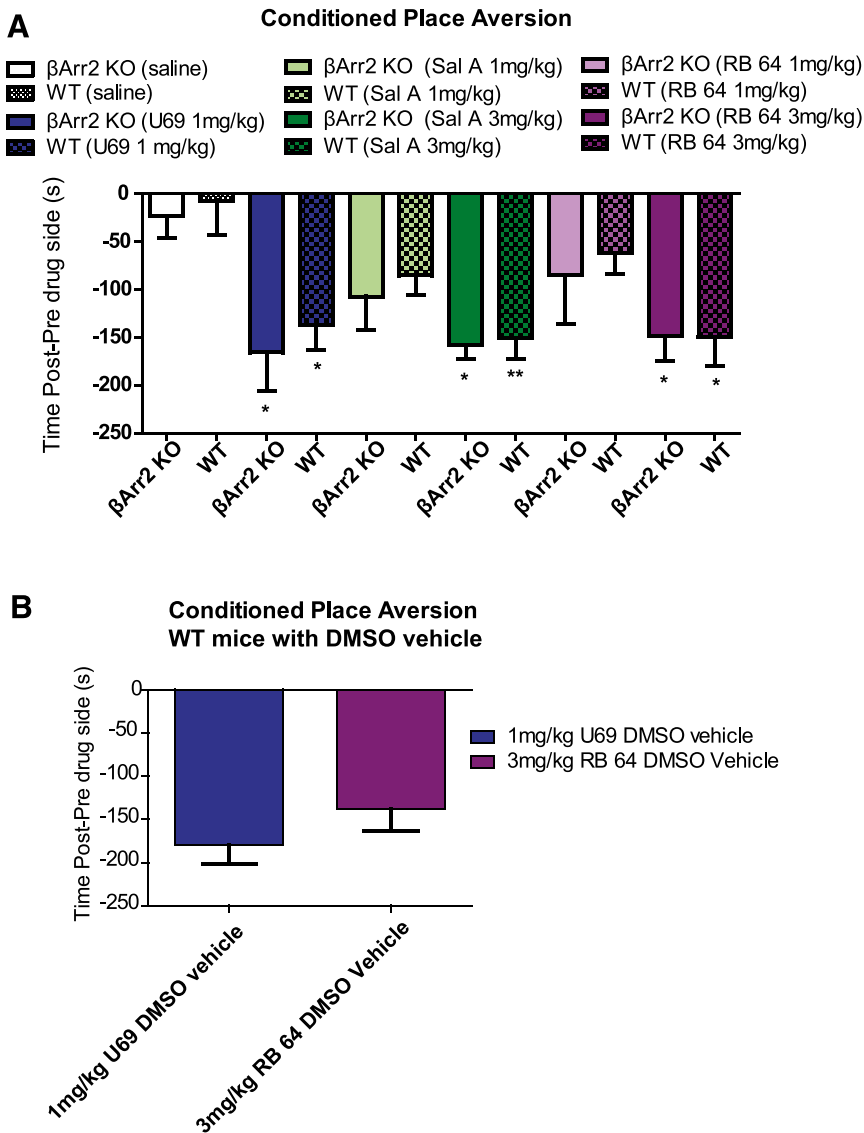 A
Conditioned Place Aversion
βArr2 KO (saline)
WT (saline)
βArr2 KO (U69 1mg/kg)
WT (U69 1 mg/kg)
βArr2 KO (Sal A 1mg/kg)
WT (Sal A 1mg/kg)
βArr2 KO (Sal A 3mg/kg)
WT (Sal A 3mg/kg)
βArr2 KO (RB 64 1mg/kg)
WT (RB 64 1mg/kg)
βArr2 KO (RB 64 3mg/kg)
WT (RB 64 3mg/kg)
Time Post-Pre drug side (s)
0
-50
-100
-150
-200
-250
*
*
*
**
*
*
βArr2 KO
WT
βArr2 KO
WT
βArr2 KO
WT
βArr2 KO
WT
βArr2 KO
WT
βArr2 KO
WT
B
Conditioned Place Aversion
WT mice with DMSO vehicle
Time Post-Pre drug side (s)
0
-50
-100
-150
-200
-250
1mg/kg U69 DMSO vehicle
3mg/kg RB 64 DMSO Vehicle
1mg/kg U69 DMSO vehicle
3mg/kg RB 64 DMSO Vehicle